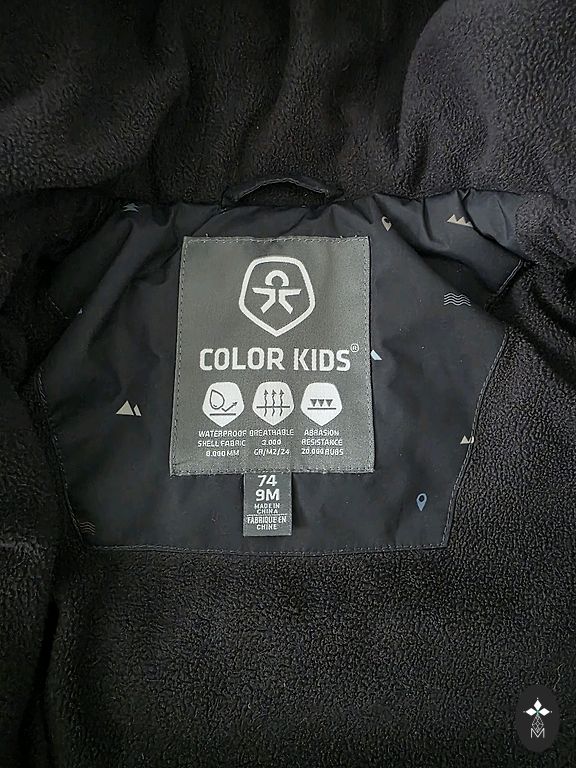 COLOR KIDS®
WATERPROOF
SHELL FABRIC
8.000 MM
BREATHABLE
3.000
GR/M2/24
ABRASION
RESISTANCE
20.000 RUBS
74
9M
MADE IN
CHINA
FABRIQUE EN
CHINE
M